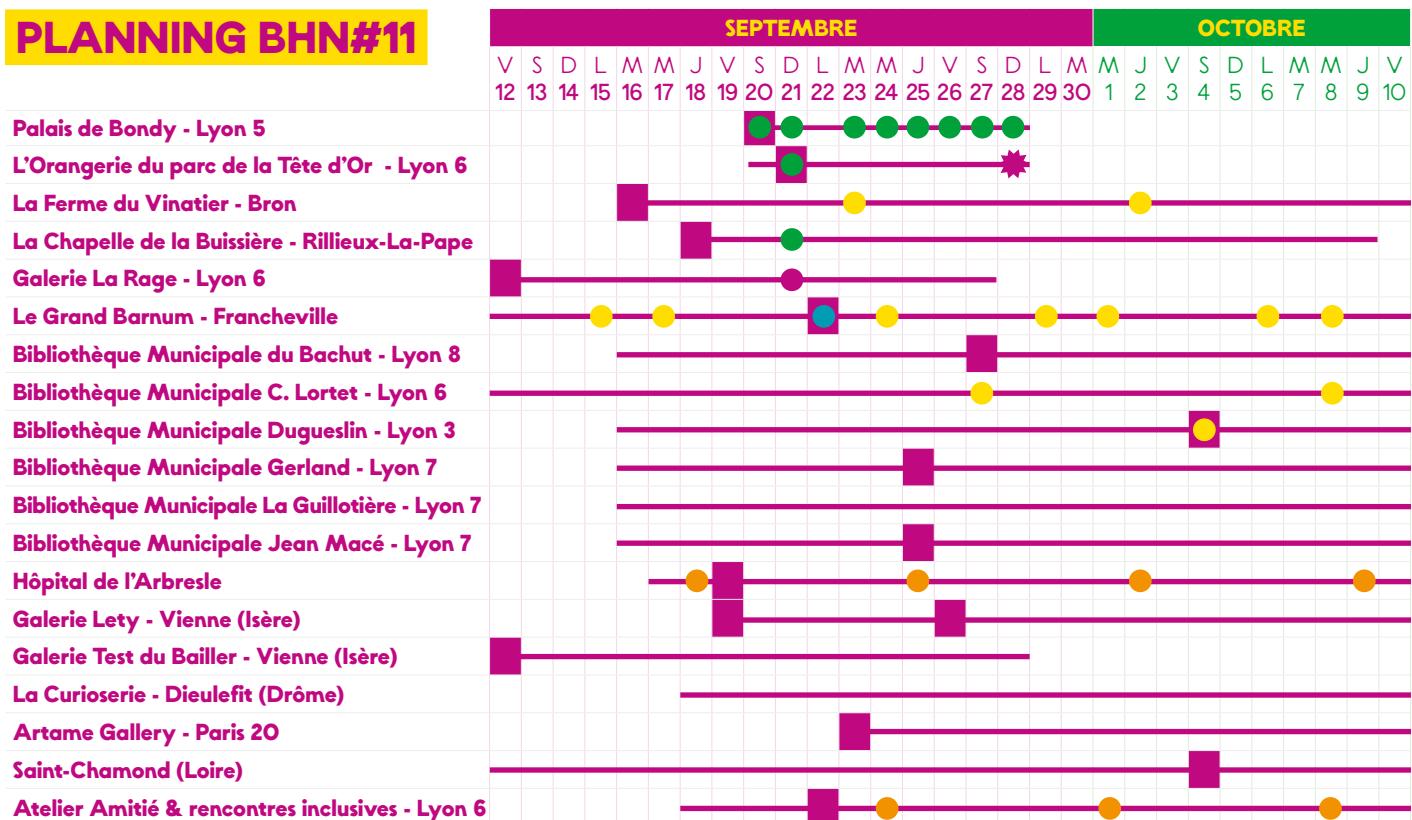 PLANNING BHN#11
SEPTEMBRE OCTOBRE
V S D L M M J V S D L M M J V S D L M M J V S D L M M J V
12 13 14 15 16 17 18 19 20 21 22 23 24 25 26 27 28 29 30 1 2 3 4 5 6 7 8 9 10
Palais de Bondy - Lyon 5
L'Orangerie du parc de la Tête d'Or - Lyon 6
La Ferme du Vinatier - Bron
La Chapelle de la Buissière - Rillieux-La-Pape
Galerie La Rage - Lyon 6
Le Grand Barnum - Francheville
Bibliothèque Municipale du Bachut - Lyon 8
Bibliothèque Municipale C. Lortet - Lyon 6
Bibliothèque Municipale Dugueslin - Lyon 3
Bibliothèque Municipale Gerland - Lyon 7
Bibliothèque Municipale La Guillotière - Lyon 7
Bibliothèque Municipale Jean Macé - Lyon 7
Hôpital de l'Arbresle
Galerie Lety - Vienne (Isère)
Galerie Test du Bailler - Vienne (Isère)
La Curioserie - Dieulefit (Drôme)
Artame Gallery - Paris 20
Saint-Chamond (Loire)
Atelier Amitié & rencontres inclusives - Lyon 6